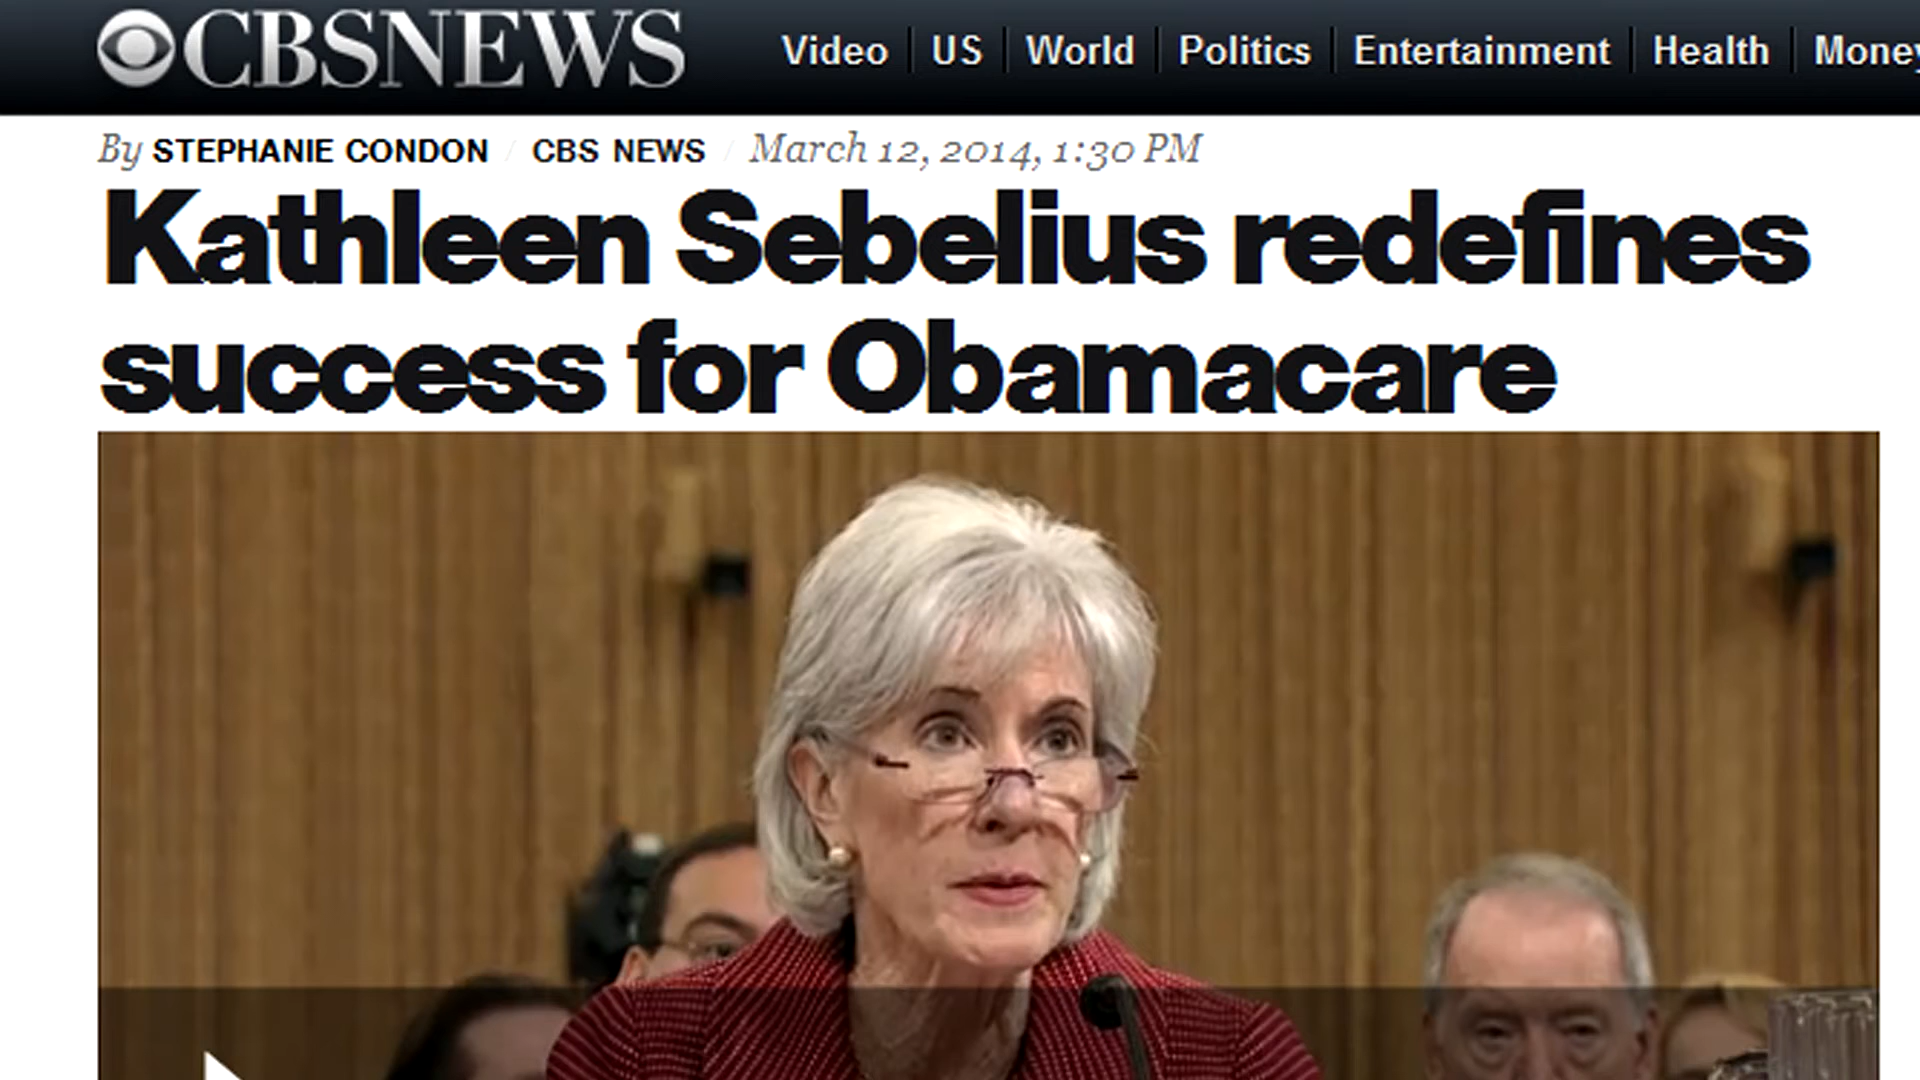 CBSNEWS Video US World Politics Entertainment Health Money
By STEPHANIE CONDON / CBS NEWS / March 12, 2014, 1:30 PM
Kathleen Sebelius redefines
success for Obamacare